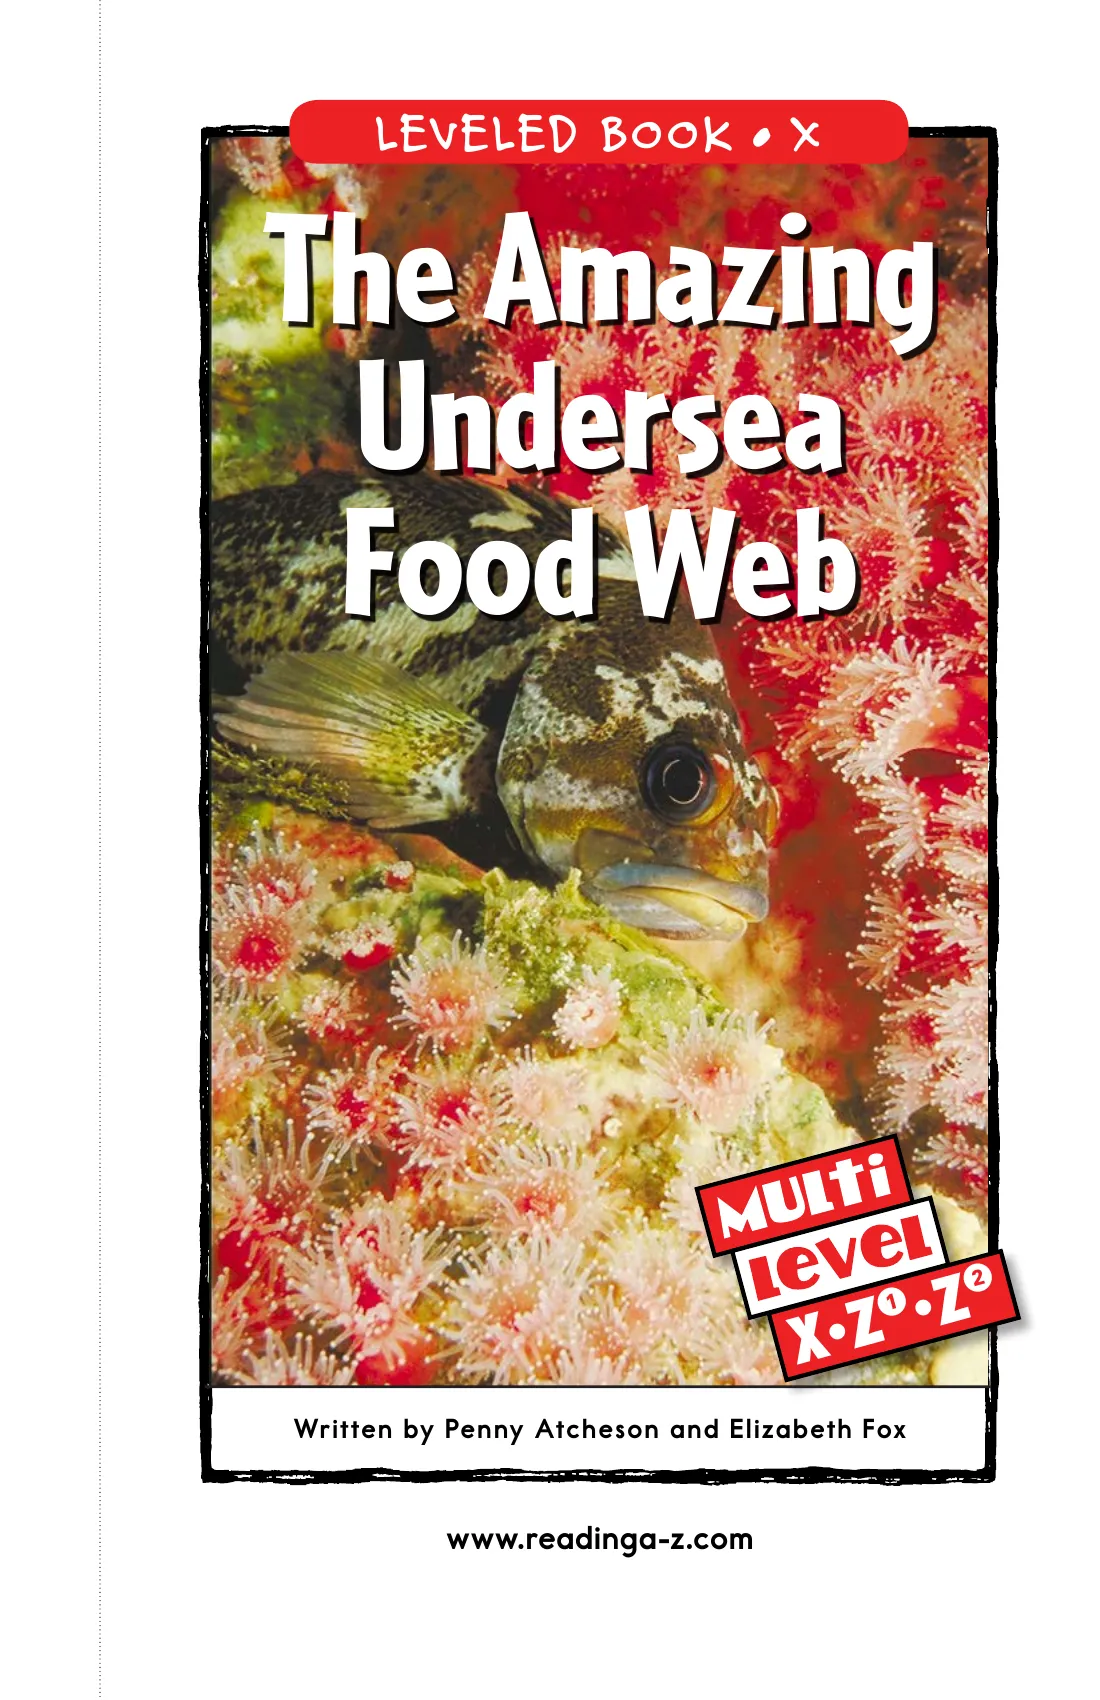 LEVELED BOOK • X
The Amazing
Undersea
Food Web
Multi
level
X•Z①•Z②
Written by Penny Atcheson and Elizabeth Fox
www.readinga-z.com